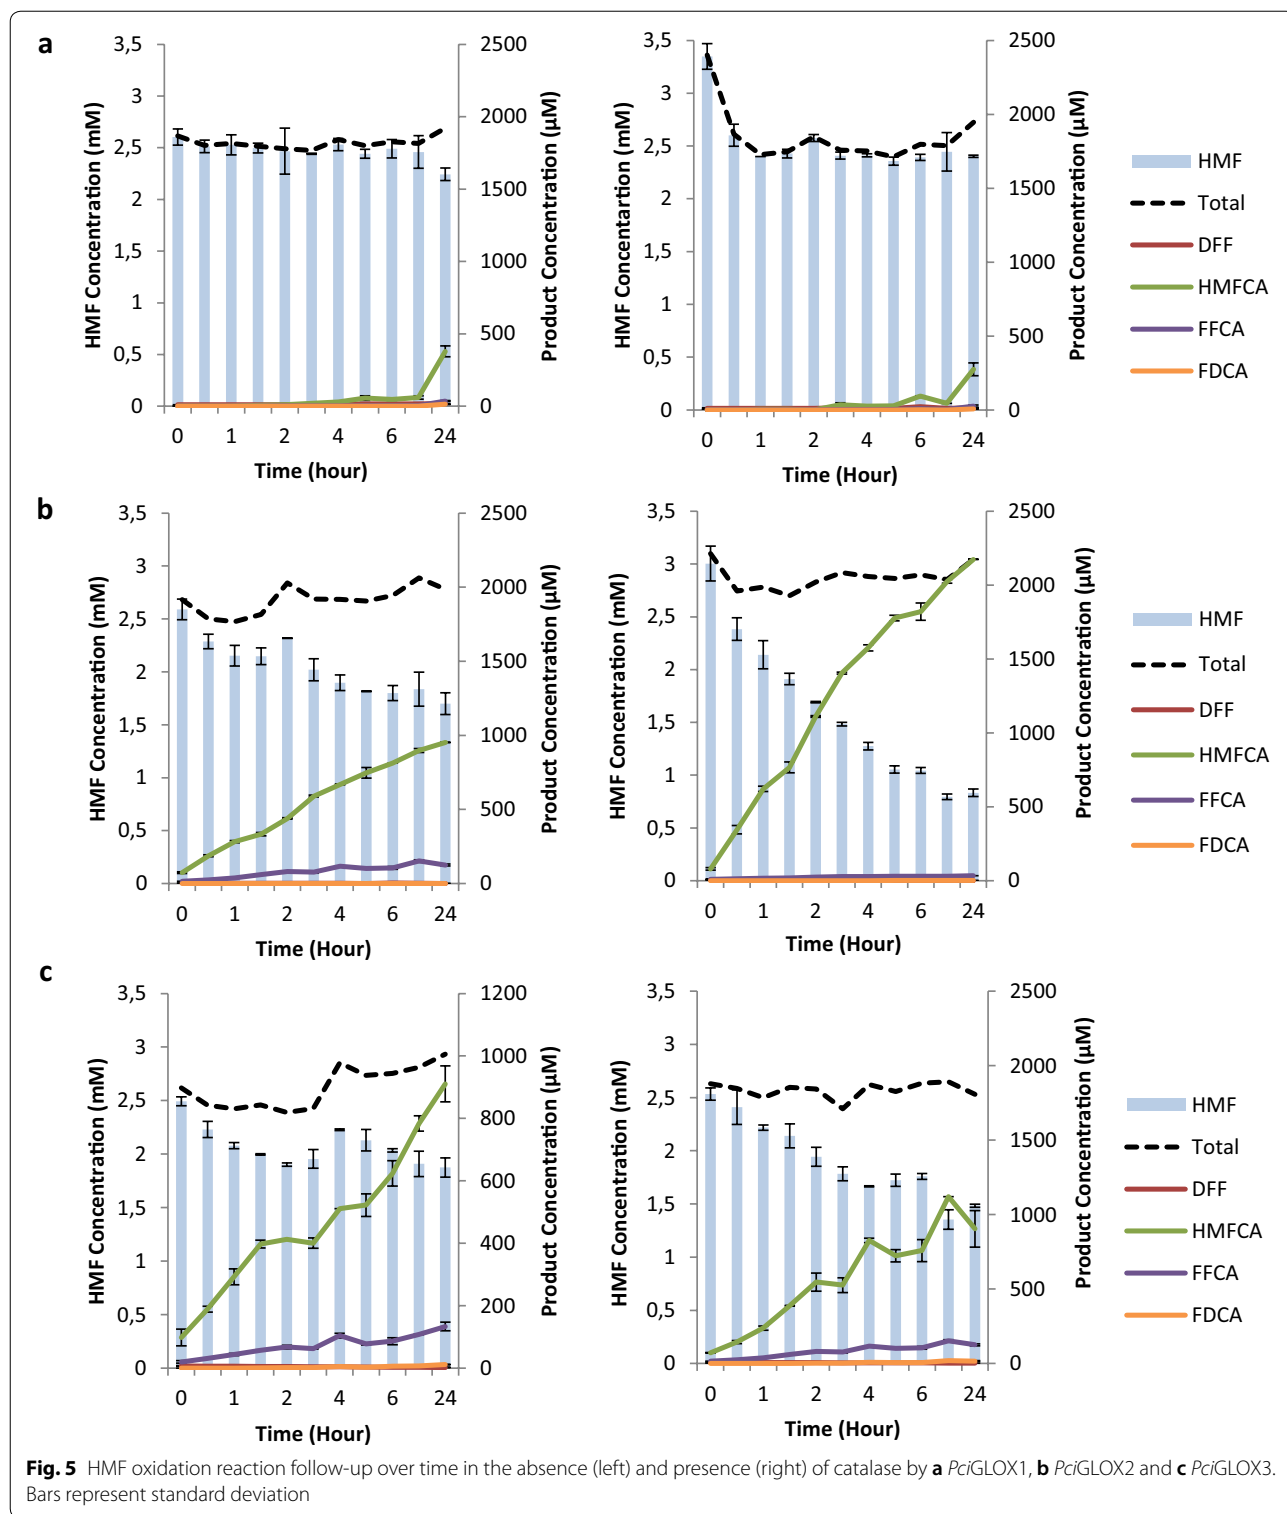 a
3,5
3
2,5
2
1,5
1
0,5
0
HMF Concentration (mM)
2500
2000
1500
1000
500
0
Product Concentration (µM)
0 1 2 4 6 24
Time (hour)
3,5
3
2,5
2
1,5
1
0,5
0
HMF Concentartion (mM)
2500
2000
1500
1000
500
0
Product Concentration (µM)
0 1 2 4 6 24
Time (Hour)
HMF
Total
DFF
HMFCA
FFCA
FDCA
b
3,5
3
2,5
2
1,5
1
0,5
0
HMF Concentration (mM)
2500
2000
1500
1000
500
0
Product Concentration (µM)
0 1 2 4 6 24
Time (Hour)
3,5
3
2,5
2
1,5
1
0,5
0
HMF Concentration (mM)
2500
2000
1500
1000
500
0
Product Concentration (µM)
0 1 2 4 6 24
Time (Hour)
HMF
Total
DFF
HMFCA
FFCA
FDCA
c
3,5
3
2,5
2
1,5
1
0,5
0
HMF Concentration (mM)
1200
1000
800
600
400
200
0
Product Concentration (µM)
0 1 2 4 6 24
Time (Hour)
3,5
3
2,5
2
1,5
1
0,5
0
HMF Concentration (mM)
2500
2000
1500
1000
500
0
Product Concentration (µM)
0 1 2 4 6 24
Time (Hour)
HMF
Total
DFF
HMFCA
FFCA
FDCA
Fig. 5 HMF oxidation reaction follow-up over time in the absence (left) and presence (right) of catalase by a PciGLOX1, b PciGLOX2 and c PciGLOX3.
Bars represent standard deviation